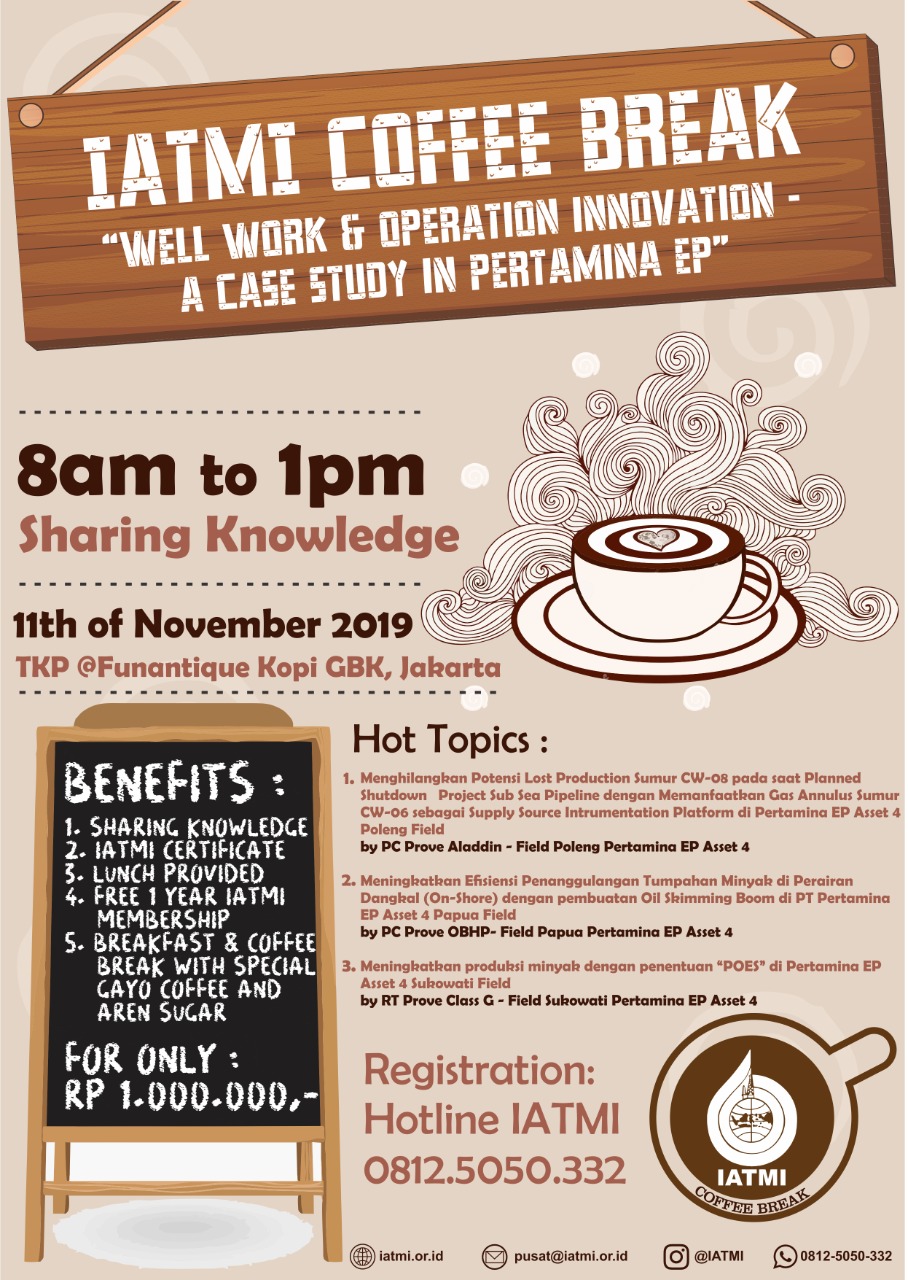 IATMI COFFEE BREAK
“WELL WORK & OPERATION INNOVATION -
A CASE STUDY IN PERTAMINA EP”
8am to 1pm
Sharing Knowledge
11th of November 2019
TKP @Funantique Kopi GBK, Jakarta
BENEFITS :
1. SHARING KNOWLEDGE
2. IATMI CERTIFICATE
3. LUNCH PROVIDED
4. FREE 1 YEAR IATMI
MEMBERSHIP
5. BREAKFAST & COFFEE
BREAK WITH SPECIAL
GAYO COFFEE AND
AREN SUGAR
FOR ONLY :
RP 1.000.000,-
Hot Topics :
1. Menghilangkan Potensi Lost Production Sumur CW-08 pada saat Planned
Shutdown Project Sub Sea Pipeline dengan Memanfaatkan Gas Annulus Sumur
CW-06 sebagai Supply Source Intrumentation Platform di Pertamina EP Asset 4
Poleng Field
by PC Prove Aladdin - Field Poleng Pertamina EP Asset 4
2. Meningkatkan Efisiensi Penanggulangan Tumpahan Minyak di Perairan
Dangkal (On-Shore) dengan pembuatan Oil Skimming Boom di PT Pertamina
EP Asset 4 Papua Field
by PC Prove OBHP- Field Papua Pertamina EP Asset 4
3. Meningkatkan produksi minyak dengan penentuan “POES” di Pertamina EP
Asset 4 Sukowati Field
by RT Prove Class G - Field Sukowati Pertamina EP Asset 4
Registration:
Hotline IATMI
0812.5050.332
IATMI
COFFEE BREAK
iatmi.or.id
pusat@iatmi.or.id
@IATMI
0812-5050-332